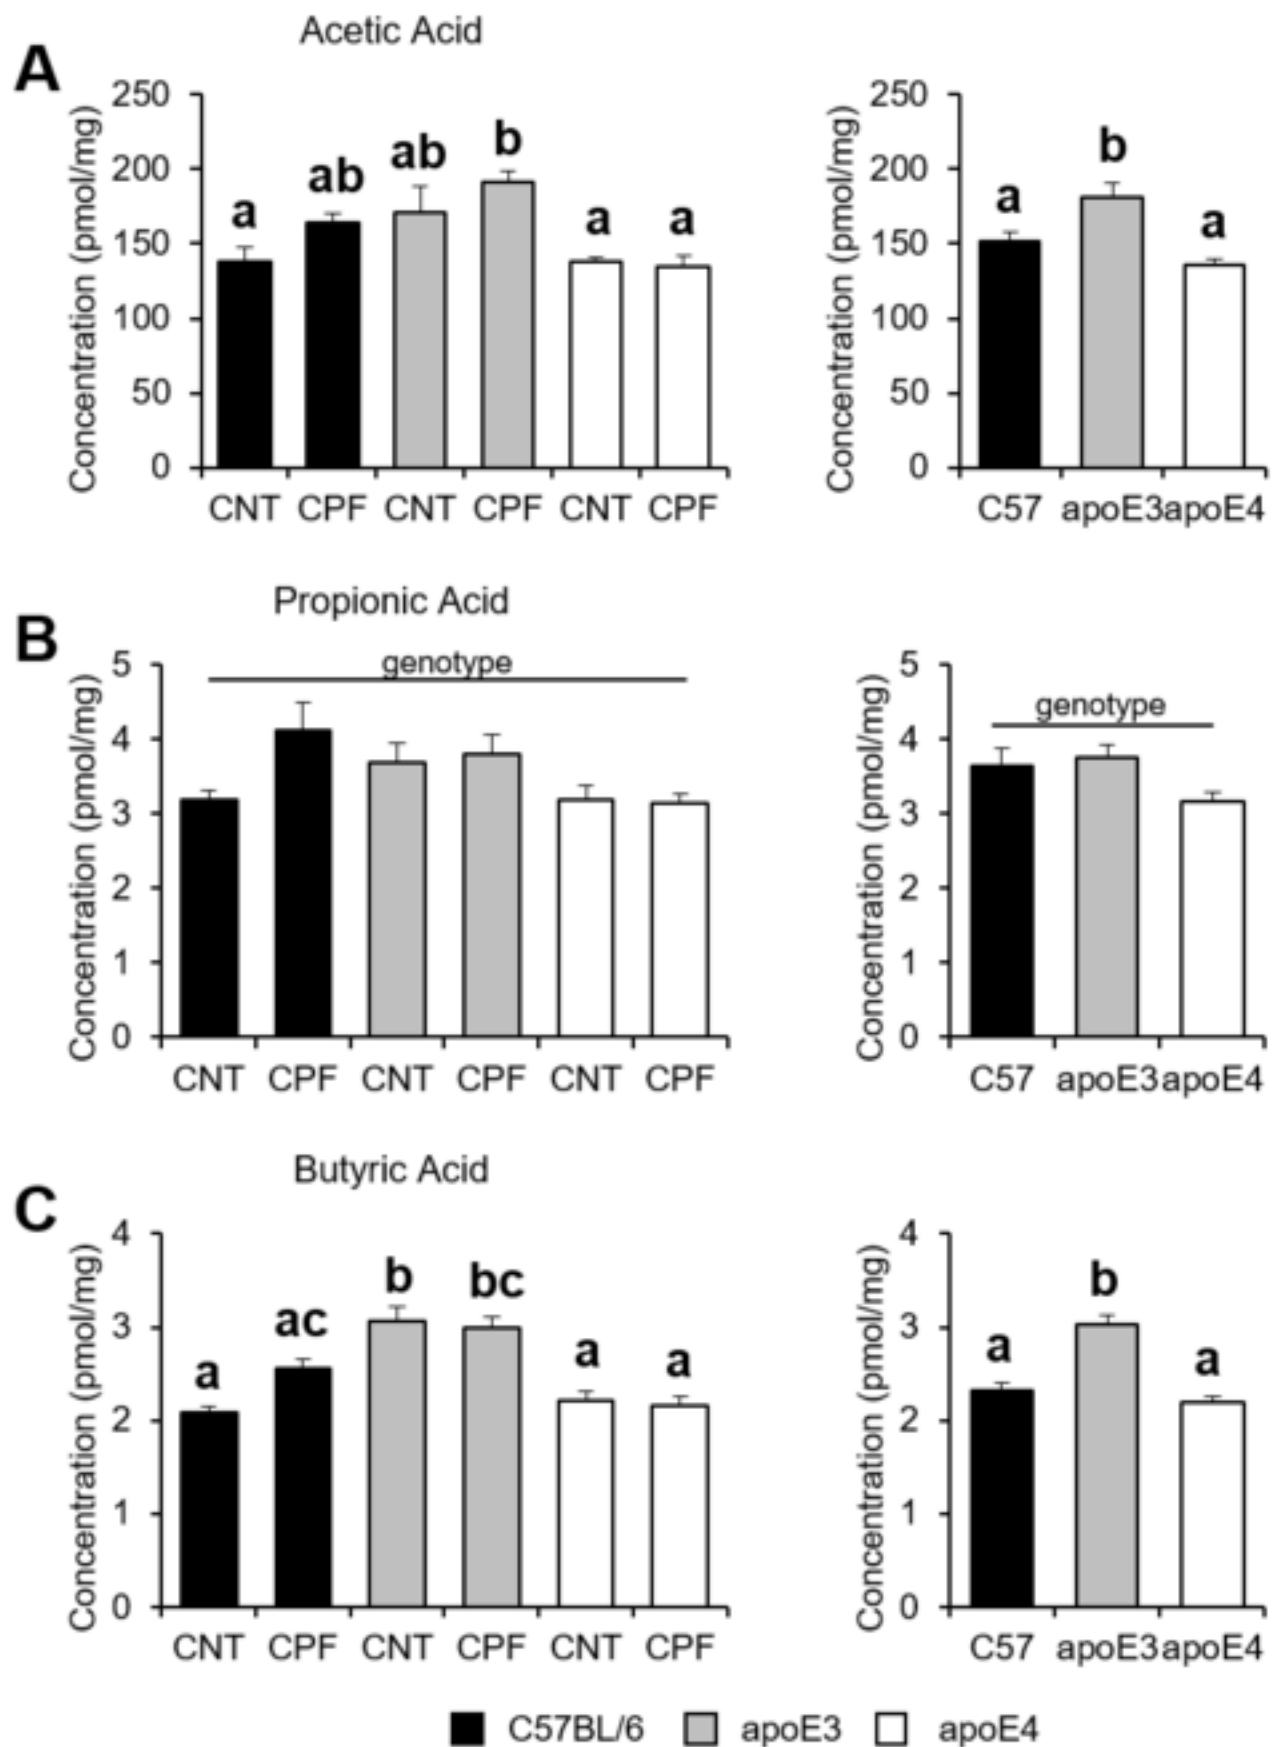 Acetic Acid
A
Concentration (pmol/mg)
250
200
150
100
50
0
a
ab
ab
b
a
a
CNT CPF CNT CPF CNT CPF
Concentration (pmol/mg)
250
200
150
100
50
0
a
b
a
C57 apoE3 apoE4
Propionic Acid
B
Concentration (pmol/mg)
5
4
3
2
1
0
genotype
CNT CPF CNT CPF CNT CPF
Concentration (pmol/mg)
5
4
3
2
1
0
genotype
C57 apoE3 apoE4
Butyric Acid
C
Concentration (pmol/mg)
4
3
2
1
0
a
ac
b
bc
a
a
CNT CPF CNT CPF CNT CPF
Concentration (pmol/mg)
4
3
2
1
0
a
b
a
C57 apoE3 apoE4
C57BL/6 apoE3 apoE4